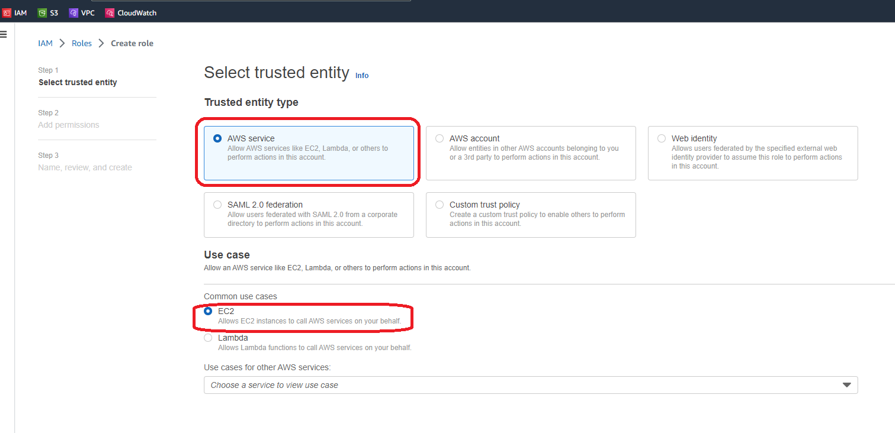 IAM S3 VPC CloudWatch
IAM > Roles > Create role
Step 1
Select trusted entity
Step 2
Add permissions
Step 3
Name, review, and create
Select trusted entity Info
Trusted entity type
AWS service
Allow AWS services like EC2, Lambda, or others to
perform actions in this account.
AWS account
Allow entities in other AWS accounts belonging to you
or a 3rd party to perform actions in this account.
Web identity
Allows users federated by the specified external web
identity provider to assume this role to perform actions
in this account.
SAML 2.0 federation
Allow users federated with SAML 2.0 from a corporate
directory to perform actions in this account.
Custom trust policy
Create a custom trust policy to enable others to perform
actions in this account.
Use case
Allow an AWS service like EC2, Lambda, or others to perform actions in this account.
Common use cases
EC2
Allows EC2 instances to call AWS services on your behalf.
Lambda
Allows Lambda functions to call AWS services on your behalf.
Use cases for other AWS services:
Choose a service to view use case